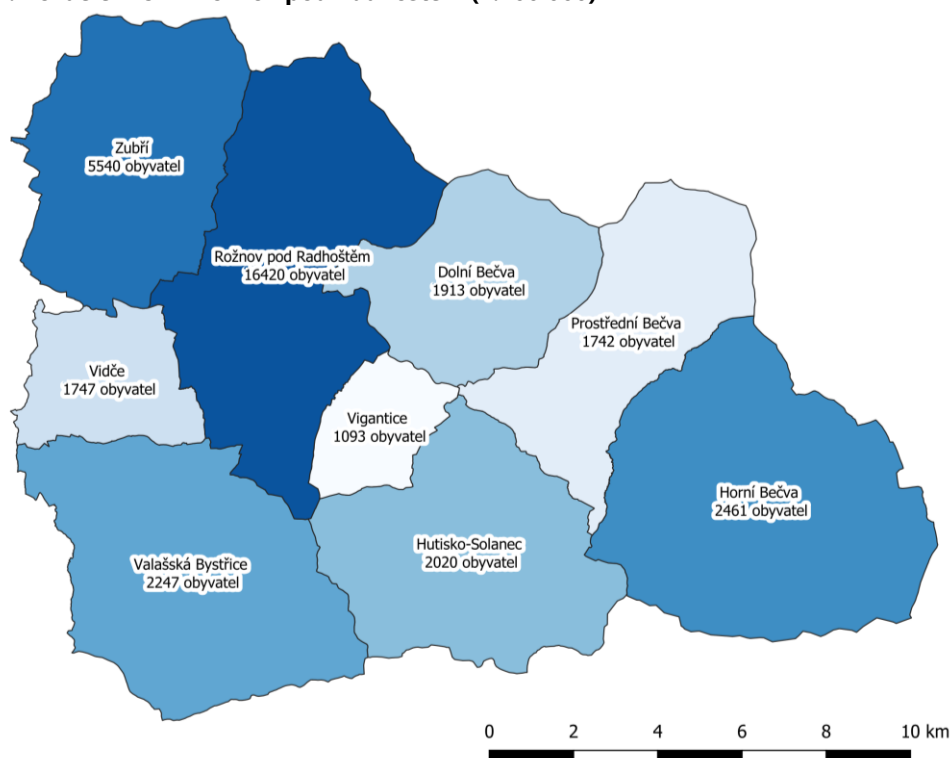 Zubří
5540 obyvatel
Rožnov pod Radhoštěm
16420 obyvatel
Dolní Bečva
1913 obyvatel
Prostřední Bečva
1742 obyvatel
Vidče
1747 obyvatel
Vigantice
1093 obyvatel
Horní Bečva
2461 obyvatel
Hutisko-Solanec
2020 obyvatel
Valašská Bystřice
2247 obyvatel
0 2 4 6 8 10 km